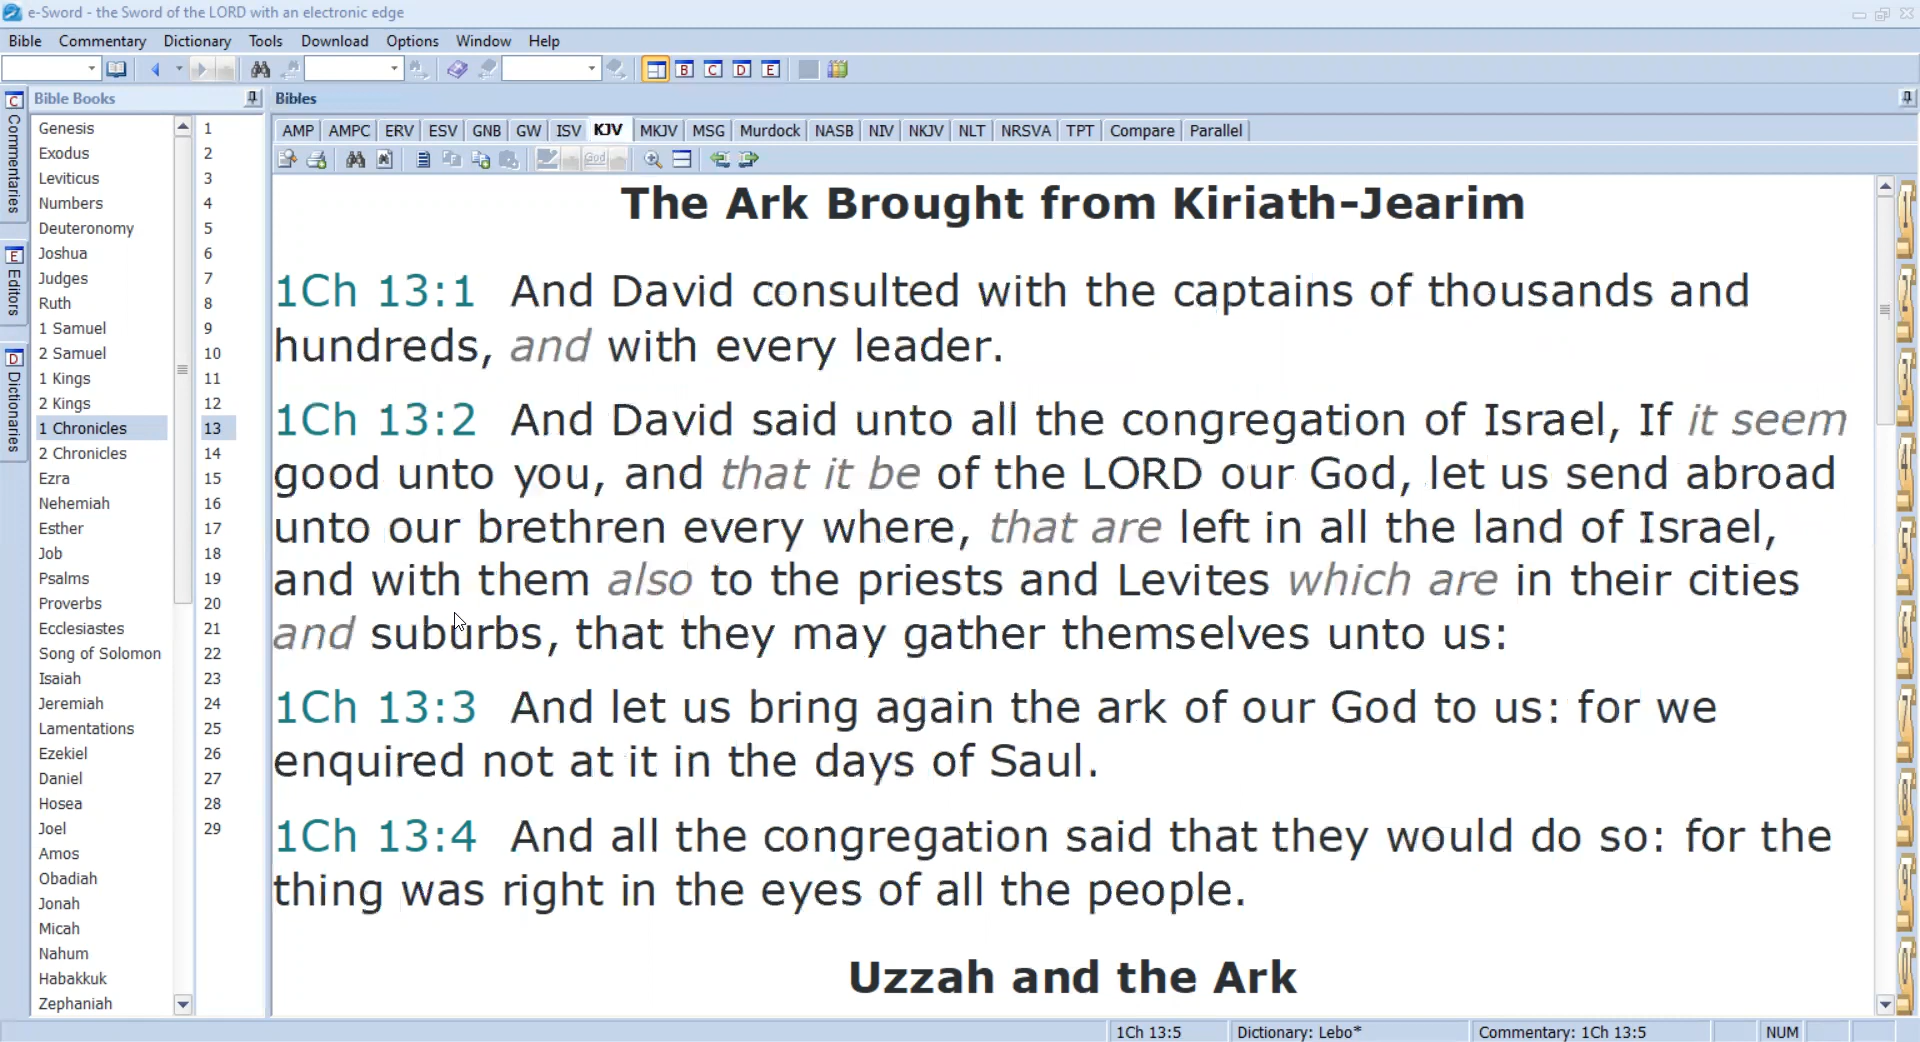 e-Sword - the Sword of the LORD with an electronic edge
Bible Commentary Dictionary Tools Download Options Window Help
B C D E
C Commentaries
E Editors
D Dictionaries
Bible Books
Genesis
Exodus
Leviticus
Numbers
Deuteronomy
Joshua
Judges
Ruth
1 Samuel
2 Samuel
1 Kings
2 Kings
1 Chronicles
2 Chronicles
Ezra
Nehemiah
Esther
Job
Psalms
Proverbs
Ecclesiastes
Song of Solomon
Isaiah
Jeremiah
Lamentations
Ezekiel
Daniel
Hosea
Joel
Amos
Obadiah
Jonah
Micah
Nahum
Habakkuk
Zephaniah
1
2
3
4
5
6
7
8
9
10
11
12
13
14
15
16
17
18
19
20
21
22
23
24
25
26
27
28
29
Bibles
AMP AMPC ERV ESV GNB GW ISV KJV MKJV MSG Murdock NASB NIV NKJV NLT NRSVA TPT Compare Parallel
God
The Ark Brought from Kiriath-Jearim
1Ch 13:1 And David consulted with the captains of thousands and
hundreds, and with every leader.
1Ch 13:2 And David said unto all the congregation of Israel, If it seem
good unto you, and that it be of the LORD our God, let us send abroad
unto our brethren every where, that are left in all the land of Israel,
and with them also to the priests and Levites which are in their cities
and suburbs, that they may gather themselves unto us:
1Ch 13:3 And let us bring again the ark of our God to us: for we
enquired not at it in the days of Saul.
1Ch 13:4 And all the congregation said that they would do so: for the
thing was right in the eyes of all the people.
Uzzah and the Ark
1Ch 13:5 Dictionary: Lebo* Commentary: 1Ch 13:5 NUM